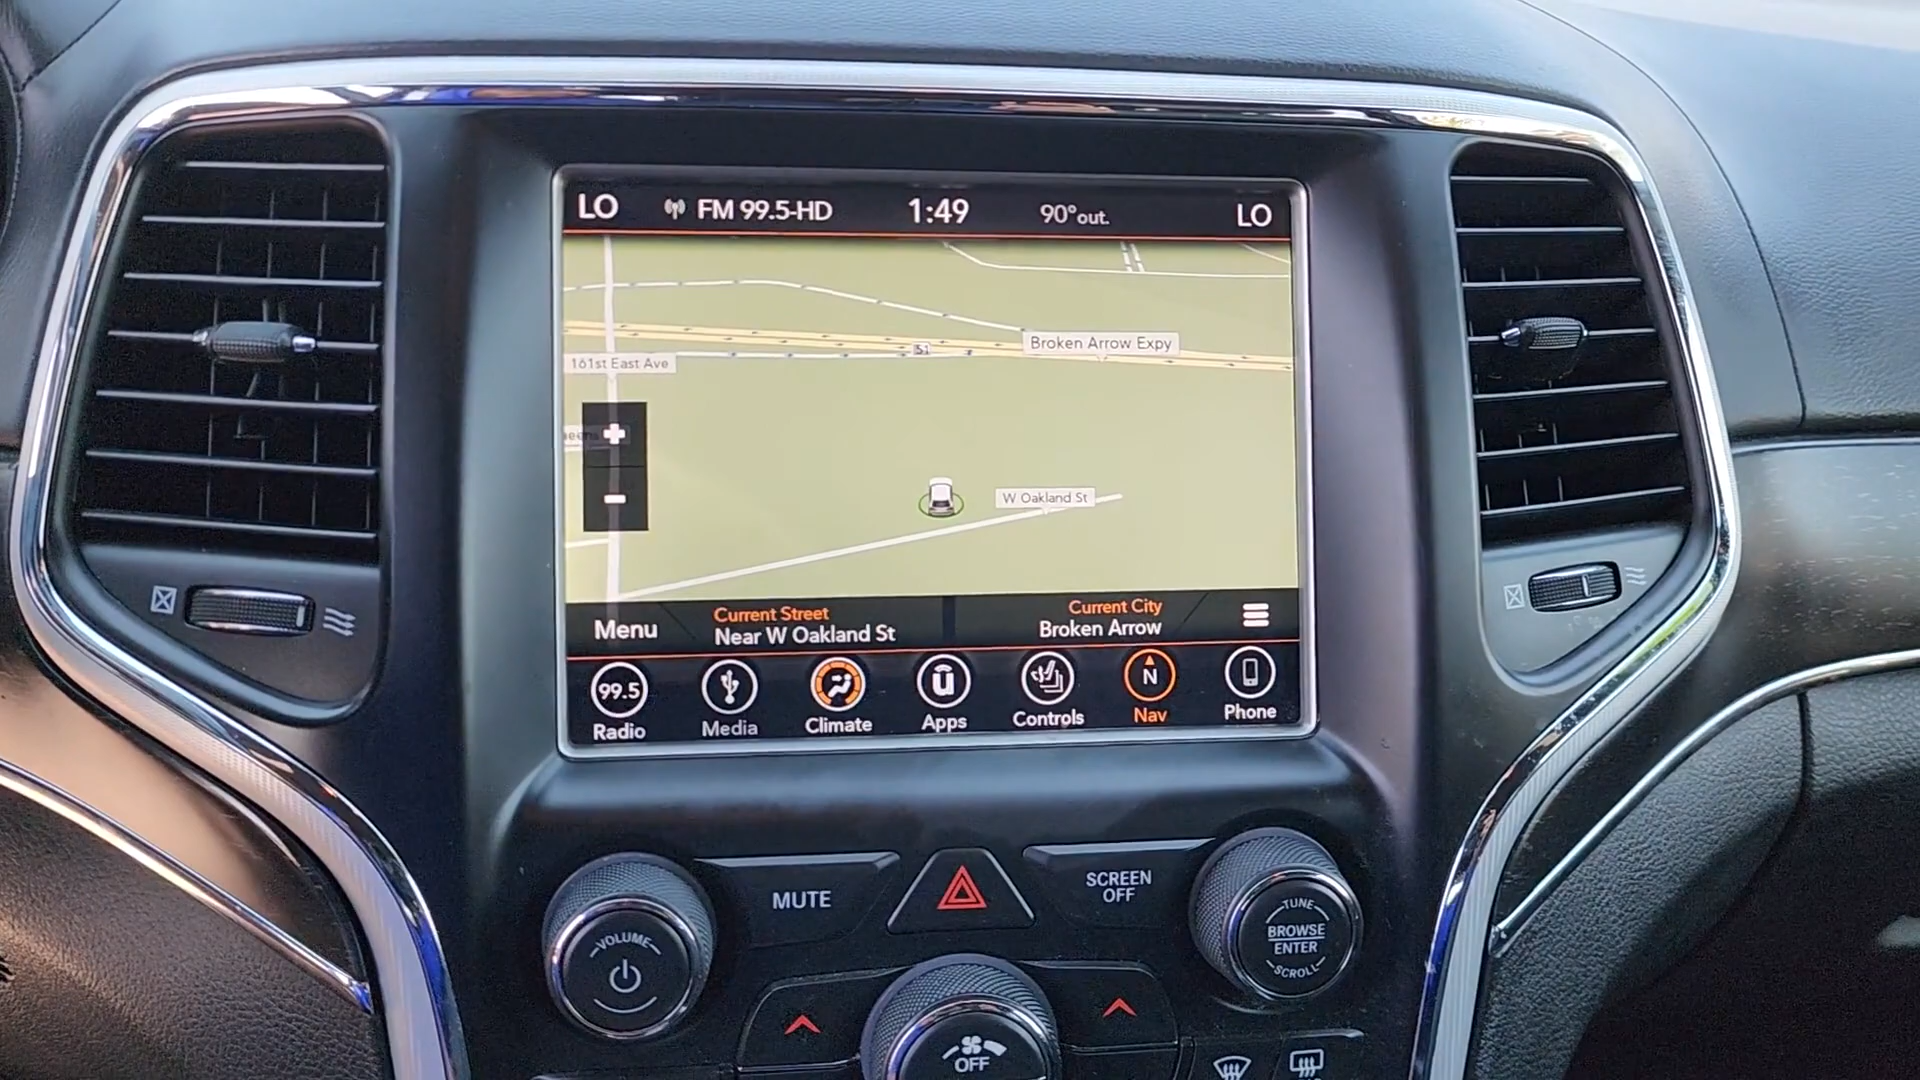 LO
FM 99.5-HD
1:49
90° out.
LO
51
Broken Arrow Expy
161st East Ave
W Oakland St
Menu
Current Street
Near W Oakland St
Current City
Broken Arrow
99.5
N
Radio
Media
Climate
Apps
Controls
Nav
Phone
MUTE
SCREEN
OFF
VOLUME
TUNE
BROWSE
ENTER
SCROLL
OFF